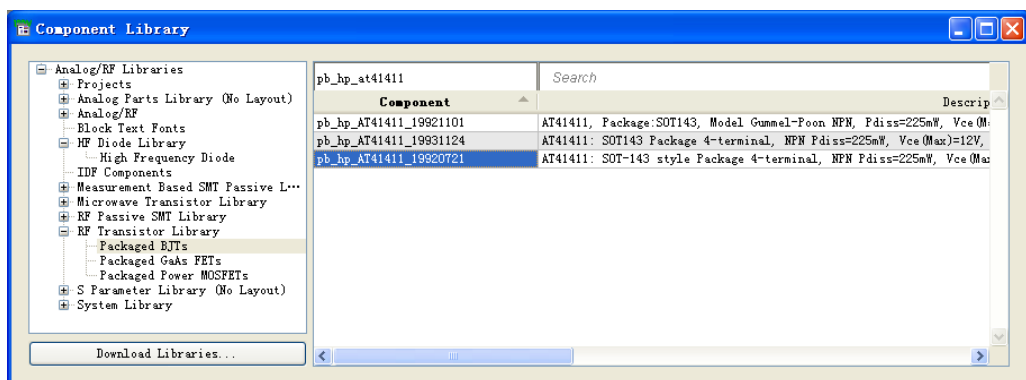 Component Library
Analog/RF Libraries
Projects
Analog Parts Library (No Layout)
Analog/RF
Block Text Fonts
HF Diode Library
High Frequency Diode
IDF Components
Measurement Based SMT Passive L...
Microwave Transistor Library
RF Passive SMT Library
RF Transistor Library
Packaged BJTs
Packaged GaAs FETs
Packaged Power MOSFETs
S Parameter Library (No Layout)
System Library
Download Libraries...
pb_hp_at41411 Search
Component Descrip
pb_hp_AT41411_19921101 AT41411, Package:SOT143, Model Gummel-Poon NPN, Pdiss=225mW, Vce(M
pb_hp_AT41411_19931124 AT41411: SOT143 Package 4-terminal, NPN Pdiss=225mW, Vce(Max)=12V,
pb_hp_AT41411_19920721 AT41411: SOT-143 style Package 4-terminal, NPN Pdiss=225mW, Vce(Max